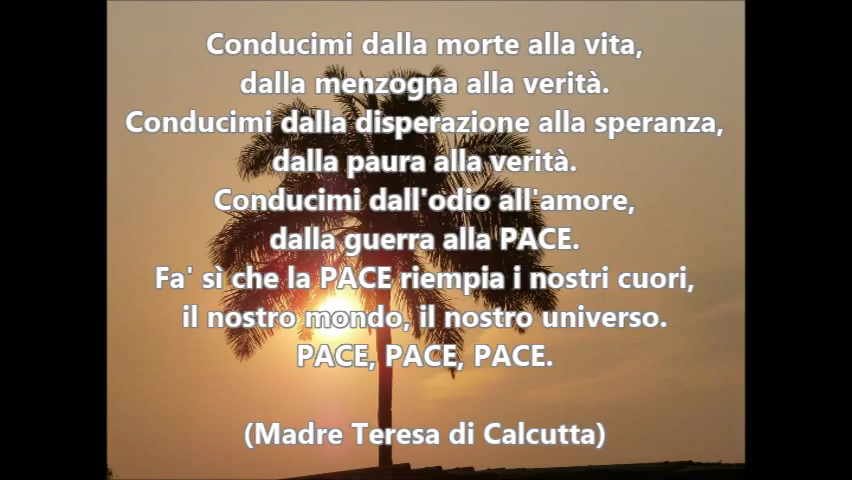 Conducimi dalla morte alla vita,
dalla menzogna alla verità.
Conducimi dalla disperazione alla speranza,
dalla paura alla verità.
Conducimi dall'odio all'amore,
dalla guerra alla PACE.
Fa' sì che la PACE riempia i nostri cuori,
il nostro mondo, il nostro universo.
PACE, PACE, PACE.
(Madre Teresa di Calcutta)